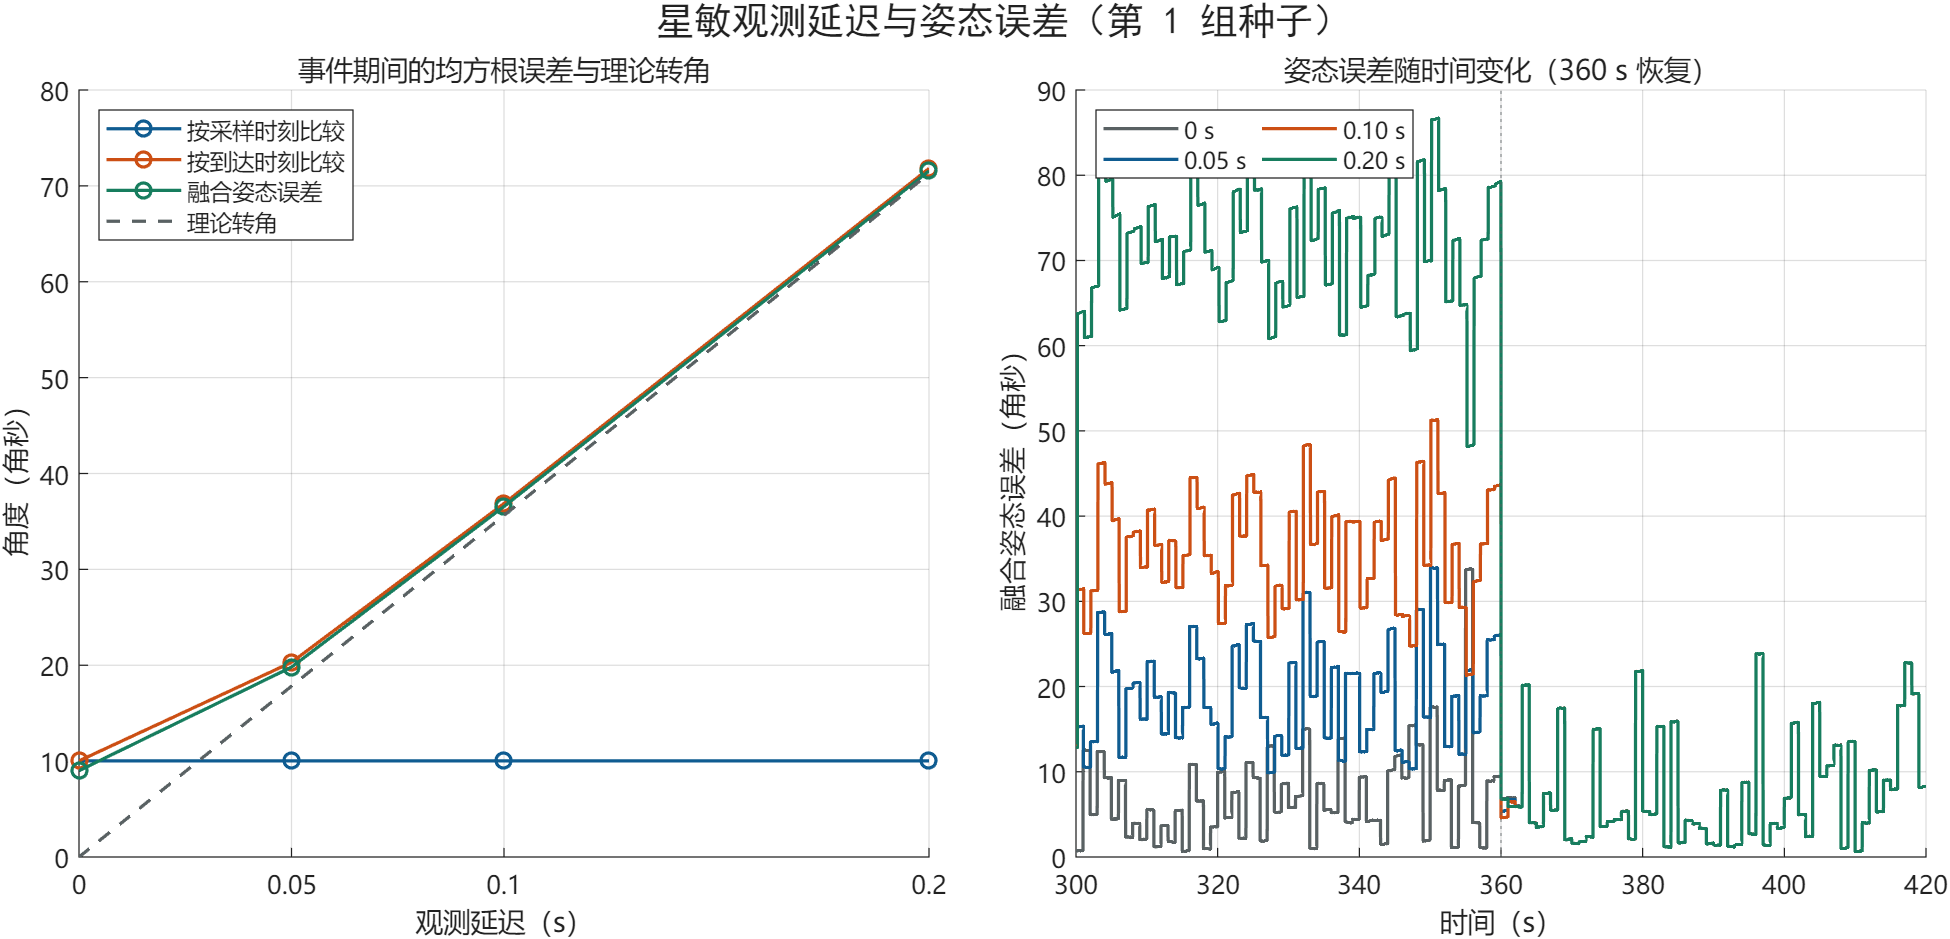 星敏观测延迟与姿态误差（第 1 组种子）
事件期间的均方根误差与理论转角
80
70
60
50
40
30
20
10
0
角度（角秒）
按采样时刻比较
按到达时刻比较
融合姿态误差
理论转角
0
0.05
0.1
0.2
观测延迟（s）
姿态误差随时间变化（360 s 恢复）
90
80
70
60
50
40
30
20
10
0
融合姿态误差（角秒）
0 s
0.10 s
0.05 s
0.20 s
300
320
340
360
380
400
420
时间（s）